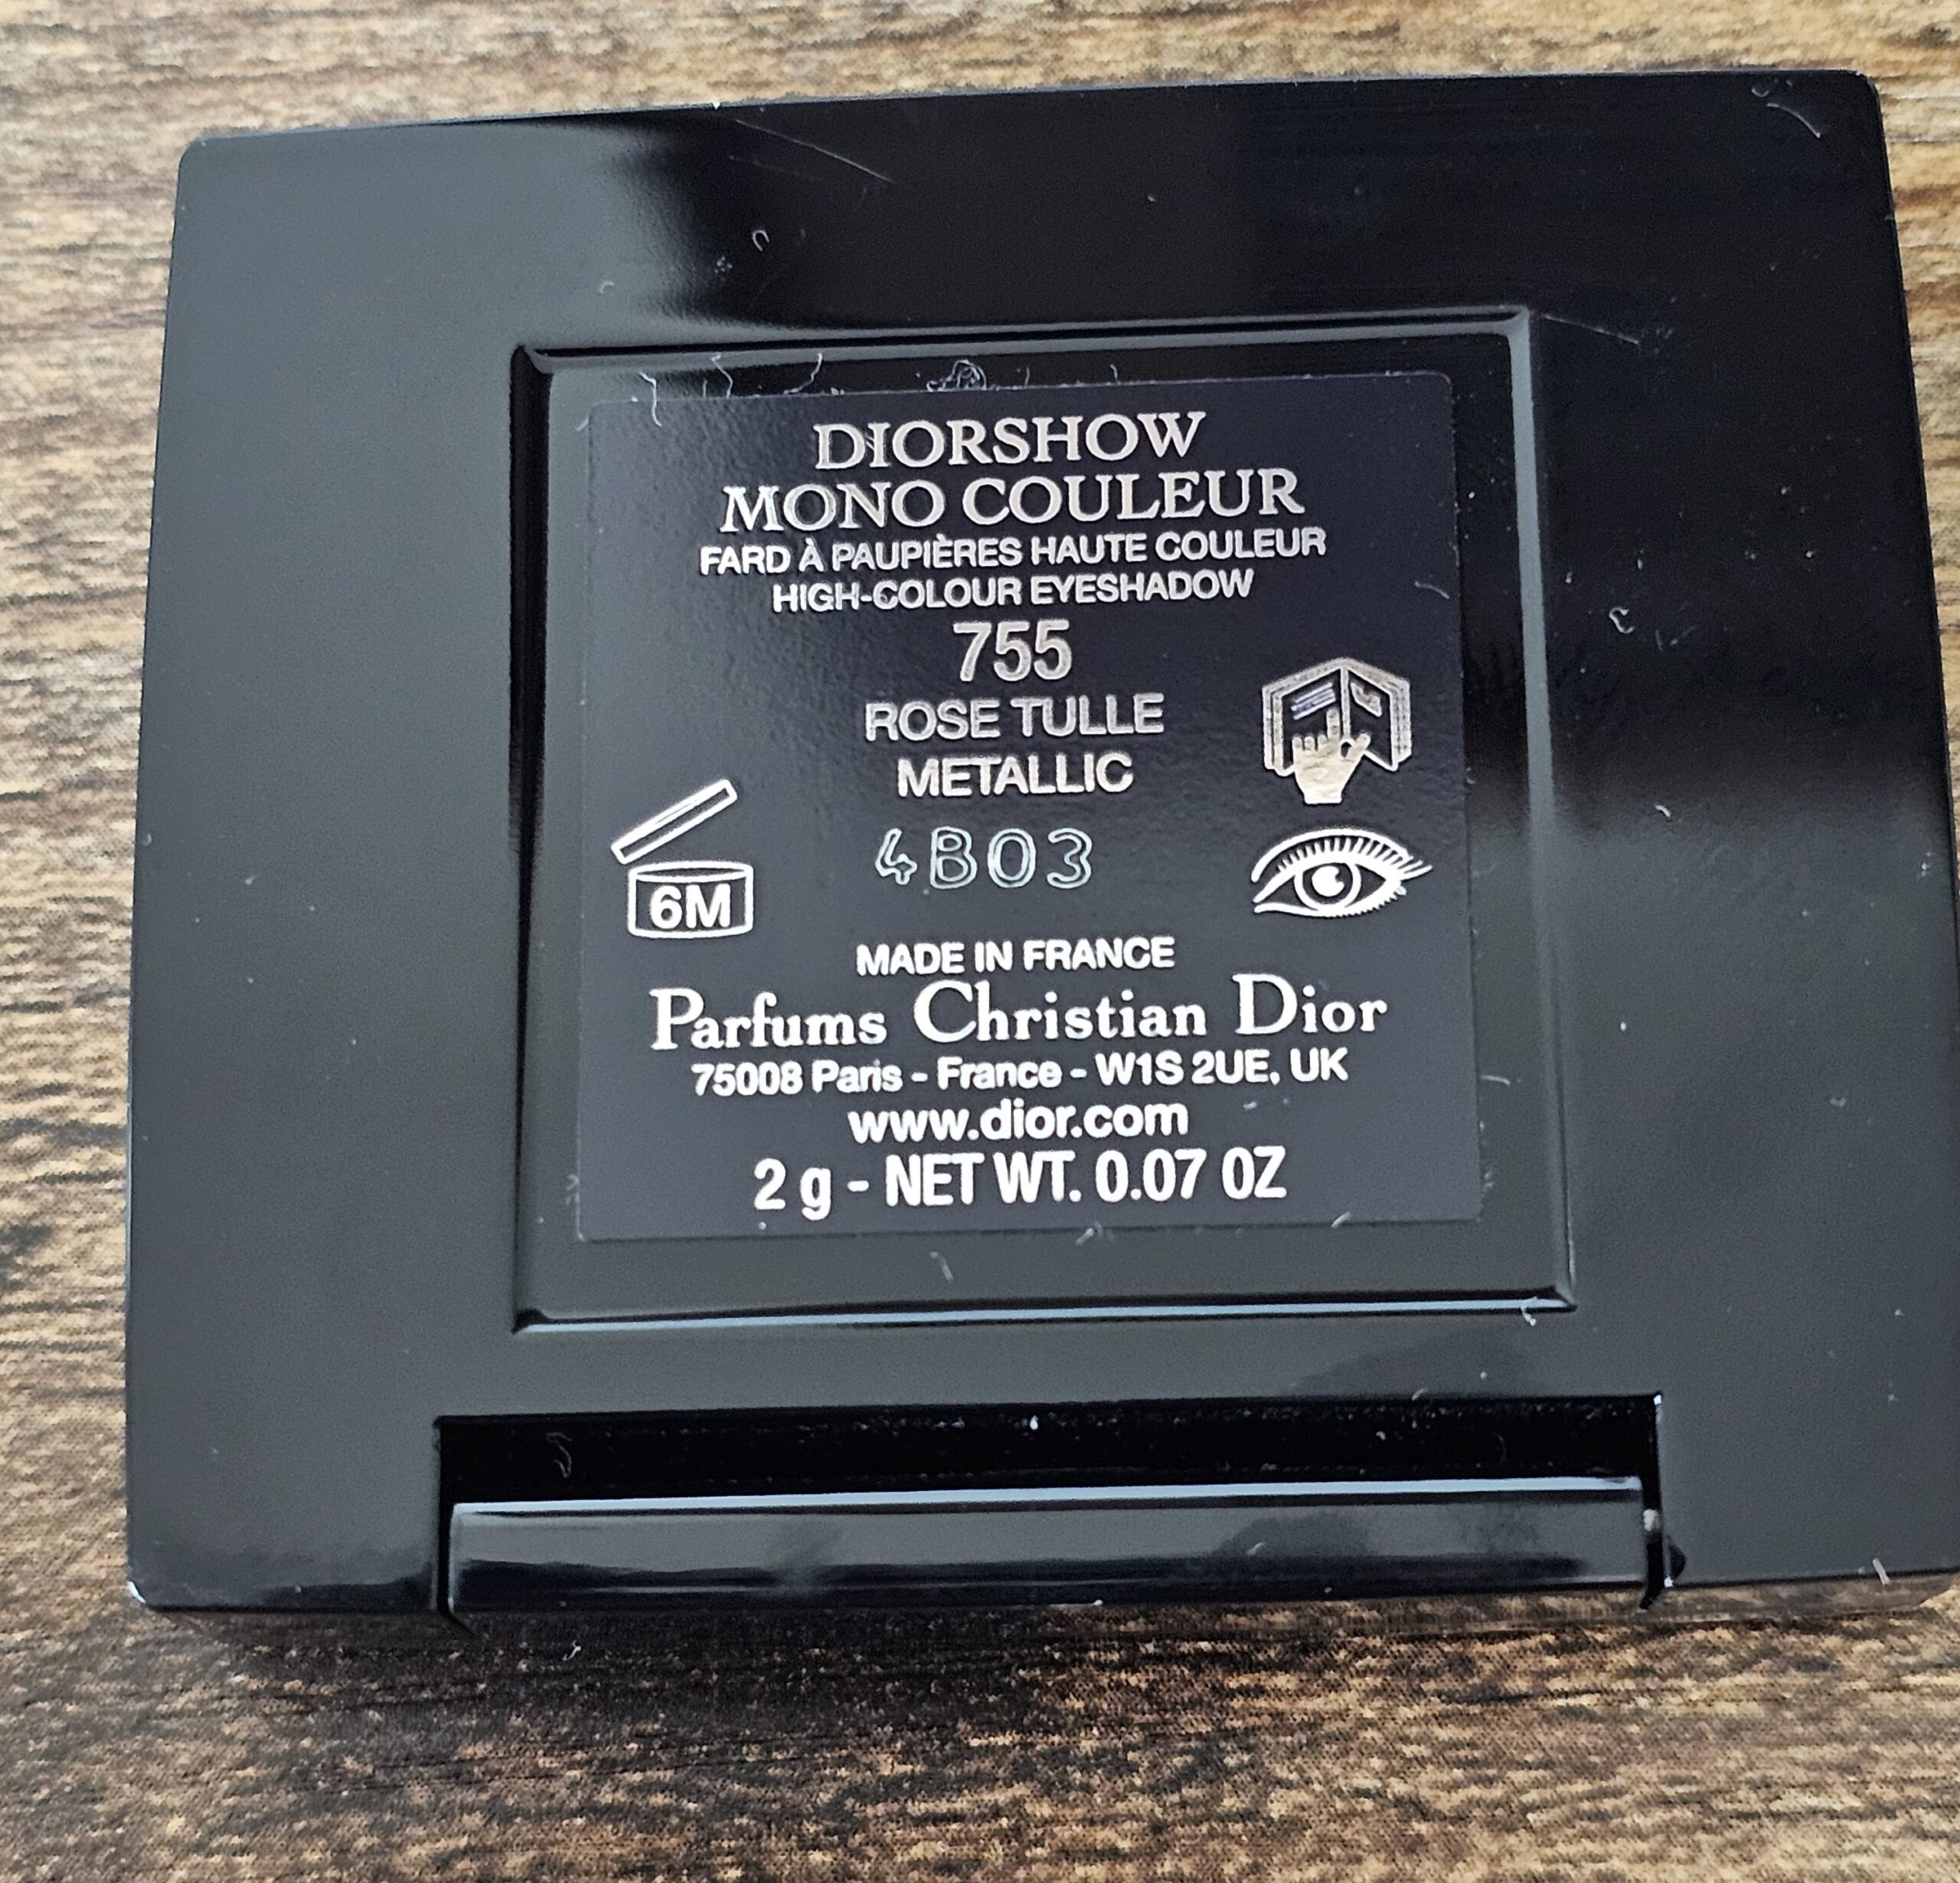 DIORSHOW
MONO COULEUR
FARD À PAUPIÈRES HAUTE COULEUR
HIGH-COLOUR EYESHADOW
755
ROSE TULLE
METALLIC
4B03
6M
MADE IN FRANCE
Parfums Christian Dior
75008 Paris - France - W1S 2UE, UK
www.dior.com
2 g - NET WT. 0.07 OZ